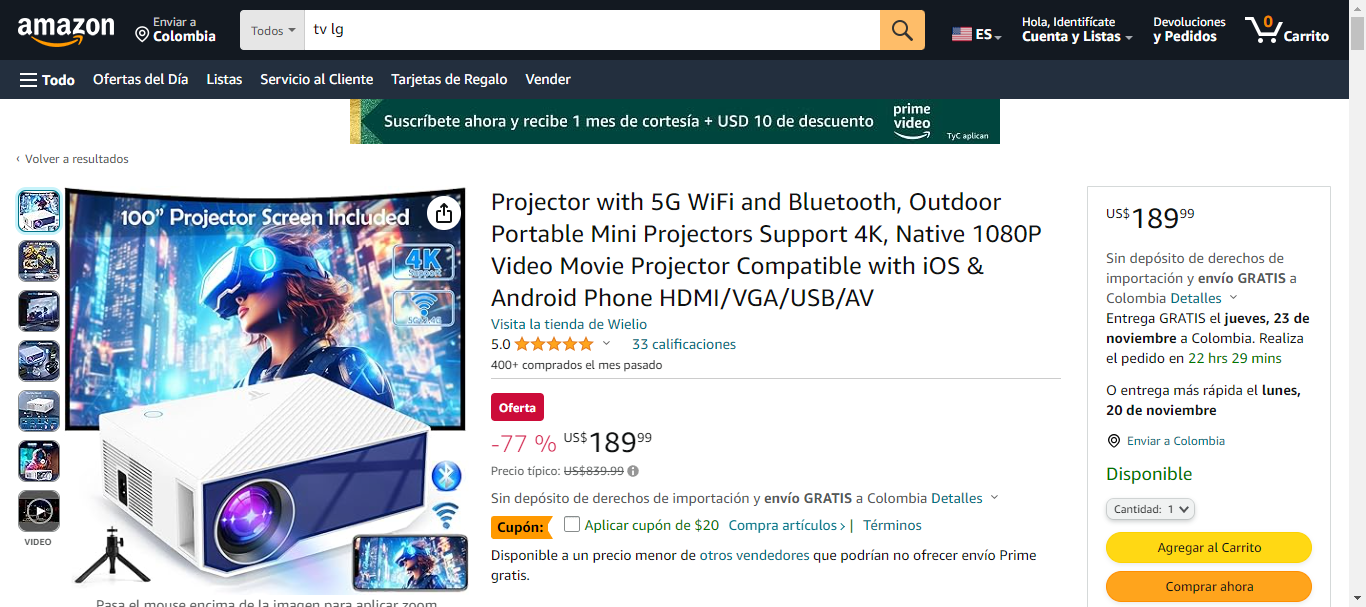 amazon
Enviar a
Colombia
Todos
tv lg
ES
Hola, Identifícate
Cuenta y Listas
Devoluciones
y Pedidos
0
Carrito
Todo
Ofertas del Día
Listas
Servicio al Cliente
Tarjetas de Regalo
Vender
Suscríbete ahora y recibe 1 mes de cortesía + USD 10 de descuento
prime
video
TyC aplican
‹ Volver a resultados
100” Projector Screen Included
4K
Support
VIDEO
Pasa el mouse encima de la imagen para aplicar zoom
Projector with 5G WiFi and Bluetooth, Outdoor
Portable Mini Projectors Support 4K, Native 1080P
Video Movie Projector Compatible with iOS &
Android Phone HDMI/VGA/USB/AV
Visita la tienda de Wielio
5.0
33 calificaciones
400+ comprados el mes pasado
Oferta
-77 % US$18999
Precio típico: US$839.99
Sin depósito de derechos de importación y envío GRATIS a Colombia Detalles
Cupón: Aplicar cupón de $20 Compra artículos › | Términos
Disponible a un precio menor de otros vendedores que podrían no ofrecer envío Prime
gratis.
US$18999
Sin depósito de derechos de
importación y envío GRATIS a
Colombia Detalles
Entrega GRATIS el jueves, 23 de
noviembre a Colombia. Realiza
el pedido en 22 hrs 29 mins
O entrega más rápida el lunes,
20 de noviembre
Enviar a Colombia
Disponible
Cantidad: 1
Agregar al Carrito
Comprar ahora